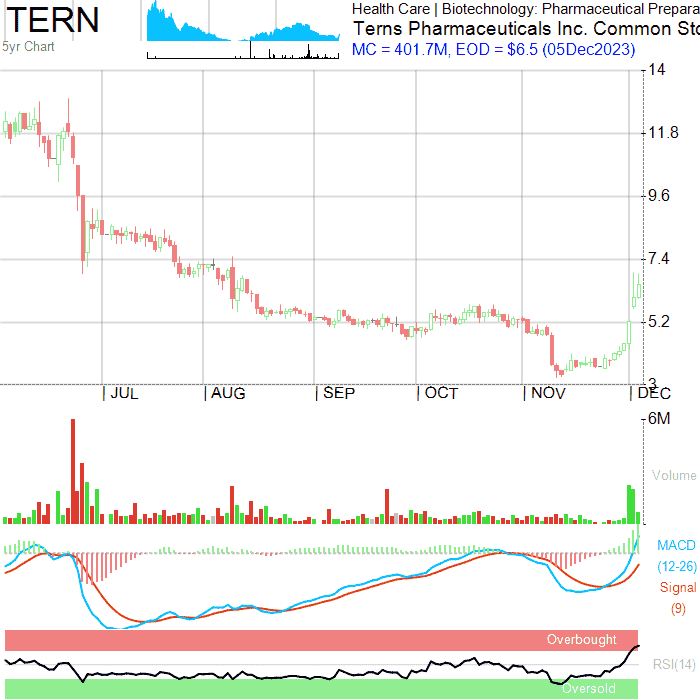 TERN
5yr Chart
Health Care | Biotechnology: Pharmaceutical Prepara
Terns Pharmaceuticals Inc. Common Sto
MC = 401.7M, EOD = $6.5 (05Dec2023)
14
11.8
9.6
7.4
5.2
3
| JUL | AUG | SEP | OCT | NOV | DEC
6M
Volume
MACD
(12-26)
Signal
(9)
Overbought
RSI(14)
Oversold